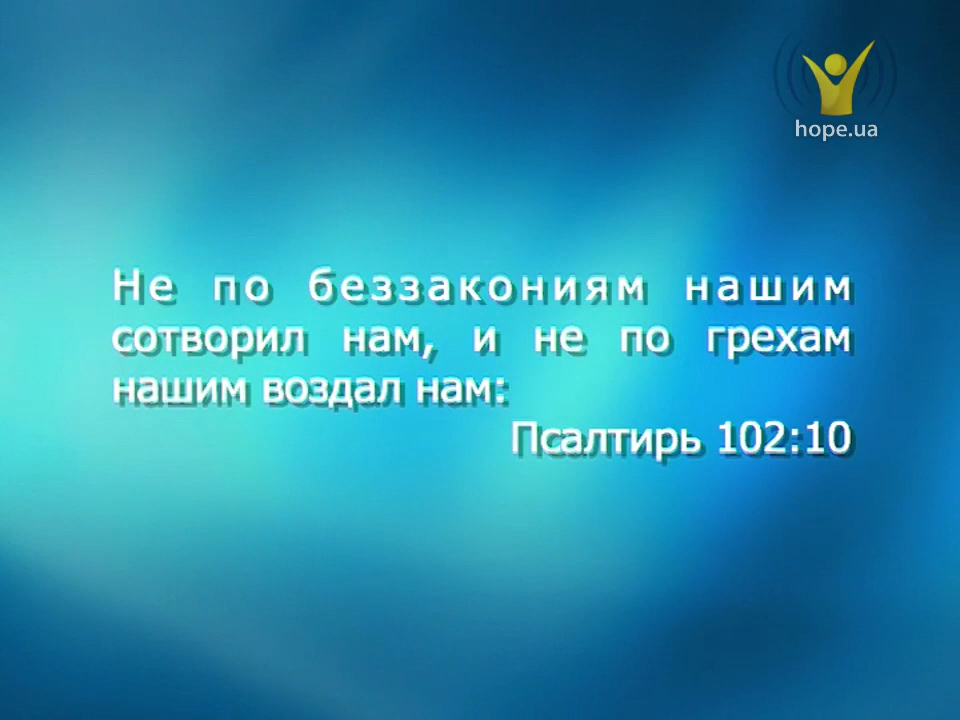 hope.ua
Не по беззакониям нашим
сотворил нам, и не по грехам
нашим воздал нам:
Псалтирь 102:10